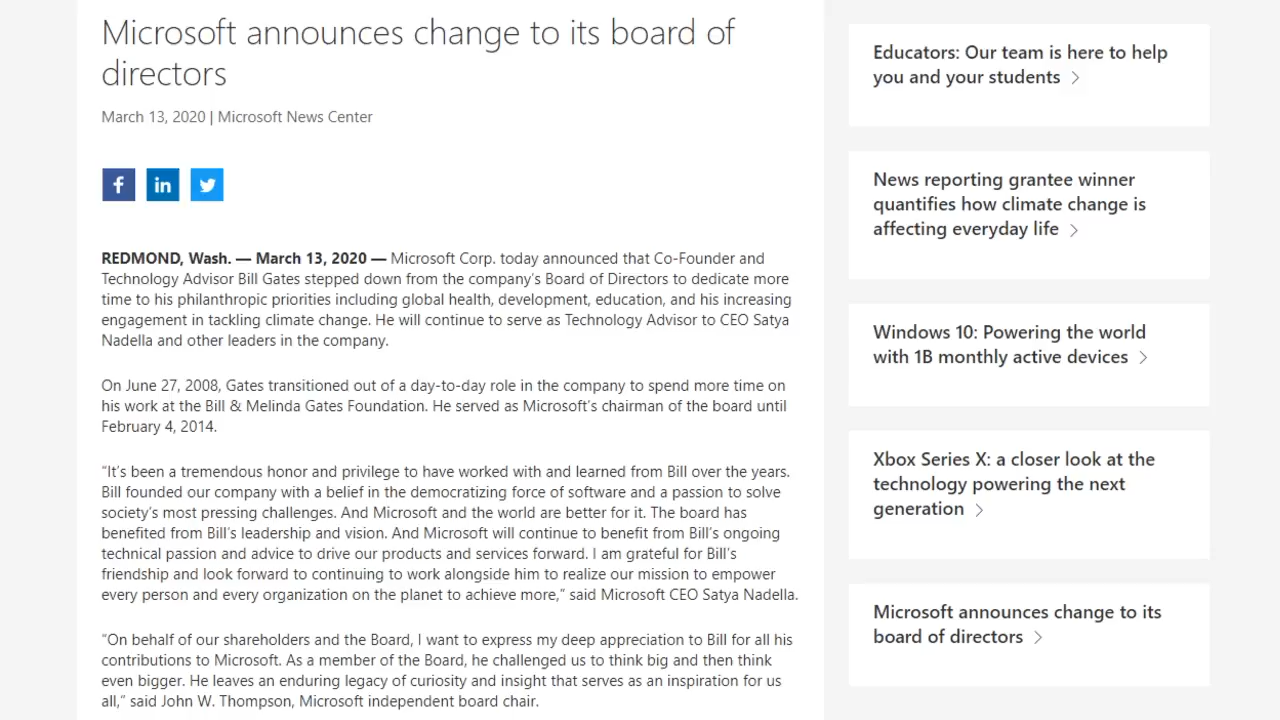 Microsoft announces change to its board of
directors
March 13, 2020 | Microsoft News Center
f
in
REDMOND, Wash. — March 13, 2020 — Microsoft Corp. today announced that Co-Founder and
Technology Advisor Bill Gates stepped down from the company's Board of Directors to dedicate more
time to his philanthropic priorities including global health, development, education, and his increasing
engagement in tackling climate change. He will continue to serve as Technology Advisor to CEO Satya
Nadella and other leaders in the company.
On June 27, 2008, Gates transitioned out of a day-to-day role in the company to spend more time on
his work at the Bill & Melinda Gates Foundation. He served as Microsoft's chairman of the board until
February 4, 2014.
“It's been a tremendous honor and privilege to have worked with and learned from Bill over the years.
Bill founded our company with a belief in the democratizing force of software and a passion to solve
society's most pressing challenges. And Microsoft and the world are better for it. The board has
benefited from Bill's leadership and vision. And Microsoft will continue to benefit from Bill's ongoing
technical passion and advice to drive our products and services forward. I am grateful for Bill's
friendship and look forward to continuing to work alongside him to realize our mission to empower
every person and every organization on the planet to achieve more,” said Microsoft CEO Satya Nadella.
“On behalf of our shareholders and the Board, I want to express my deep appreciation to Bill for all his
contributions to Microsoft. As a member of the Board, he challenged us to think big and then think
even bigger. He leaves an enduring legacy of curiosity and insight that serves as an inspiration for us
all,” said John W. Thompson, Microsoft independent board chair.
Educators: Our team is here to help
you and your students
News reporting grantee winner
quantifies how climate change is
affecting everyday life
Windows 10: Powering the world
with 1B monthly active devices
Xbox Series X: a closer look at the
technology powering the next
generation
Microsoft announces change to its
board of directors